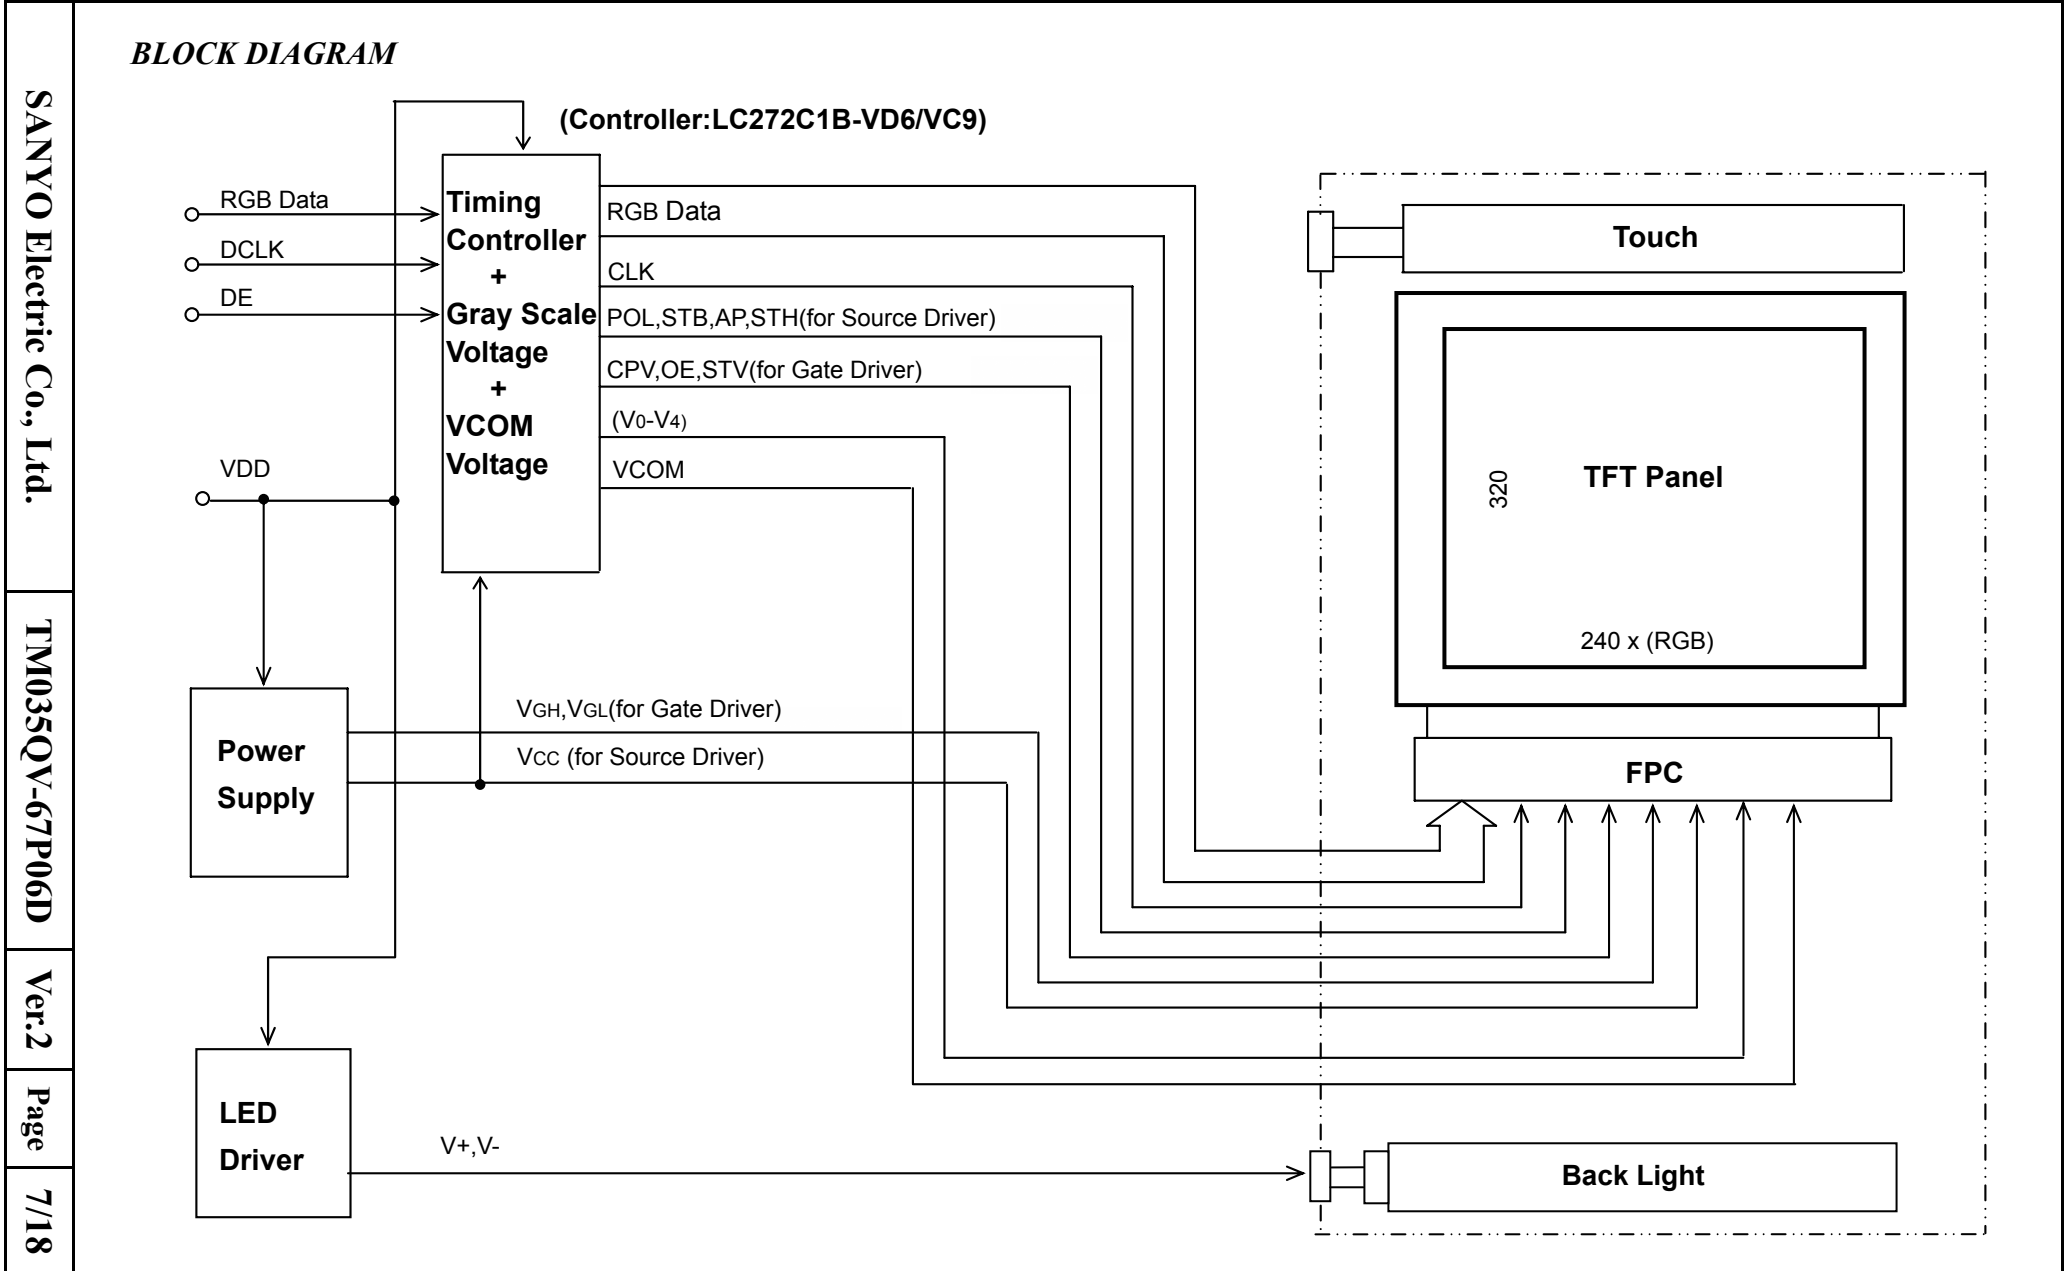 BLOCK DIAGRAM
(Controller:LC272C1B-VD6/VC9)
RGB Data
DCLK
DE
VDD
Timing
Controller
+
Gray Scale
Voltage
+
VCOM
Voltage
RGB Data
CLK
POL,STB,AP,STH(for Source Driver)
CPV,OE,STV(for Gate Driver)
(V0-V4)
VCOM
Touch
TFT Panel
320
240 x (RGB)
FPC
Power
Supply
VGH,VGL(for Gate Driver)
VCC (for Source Driver)
LED
Driver
V+,V-
Back Light
SANYO Electric Co., Ltd.
TM035QV-67P06D
Ver.2
Page
7/18